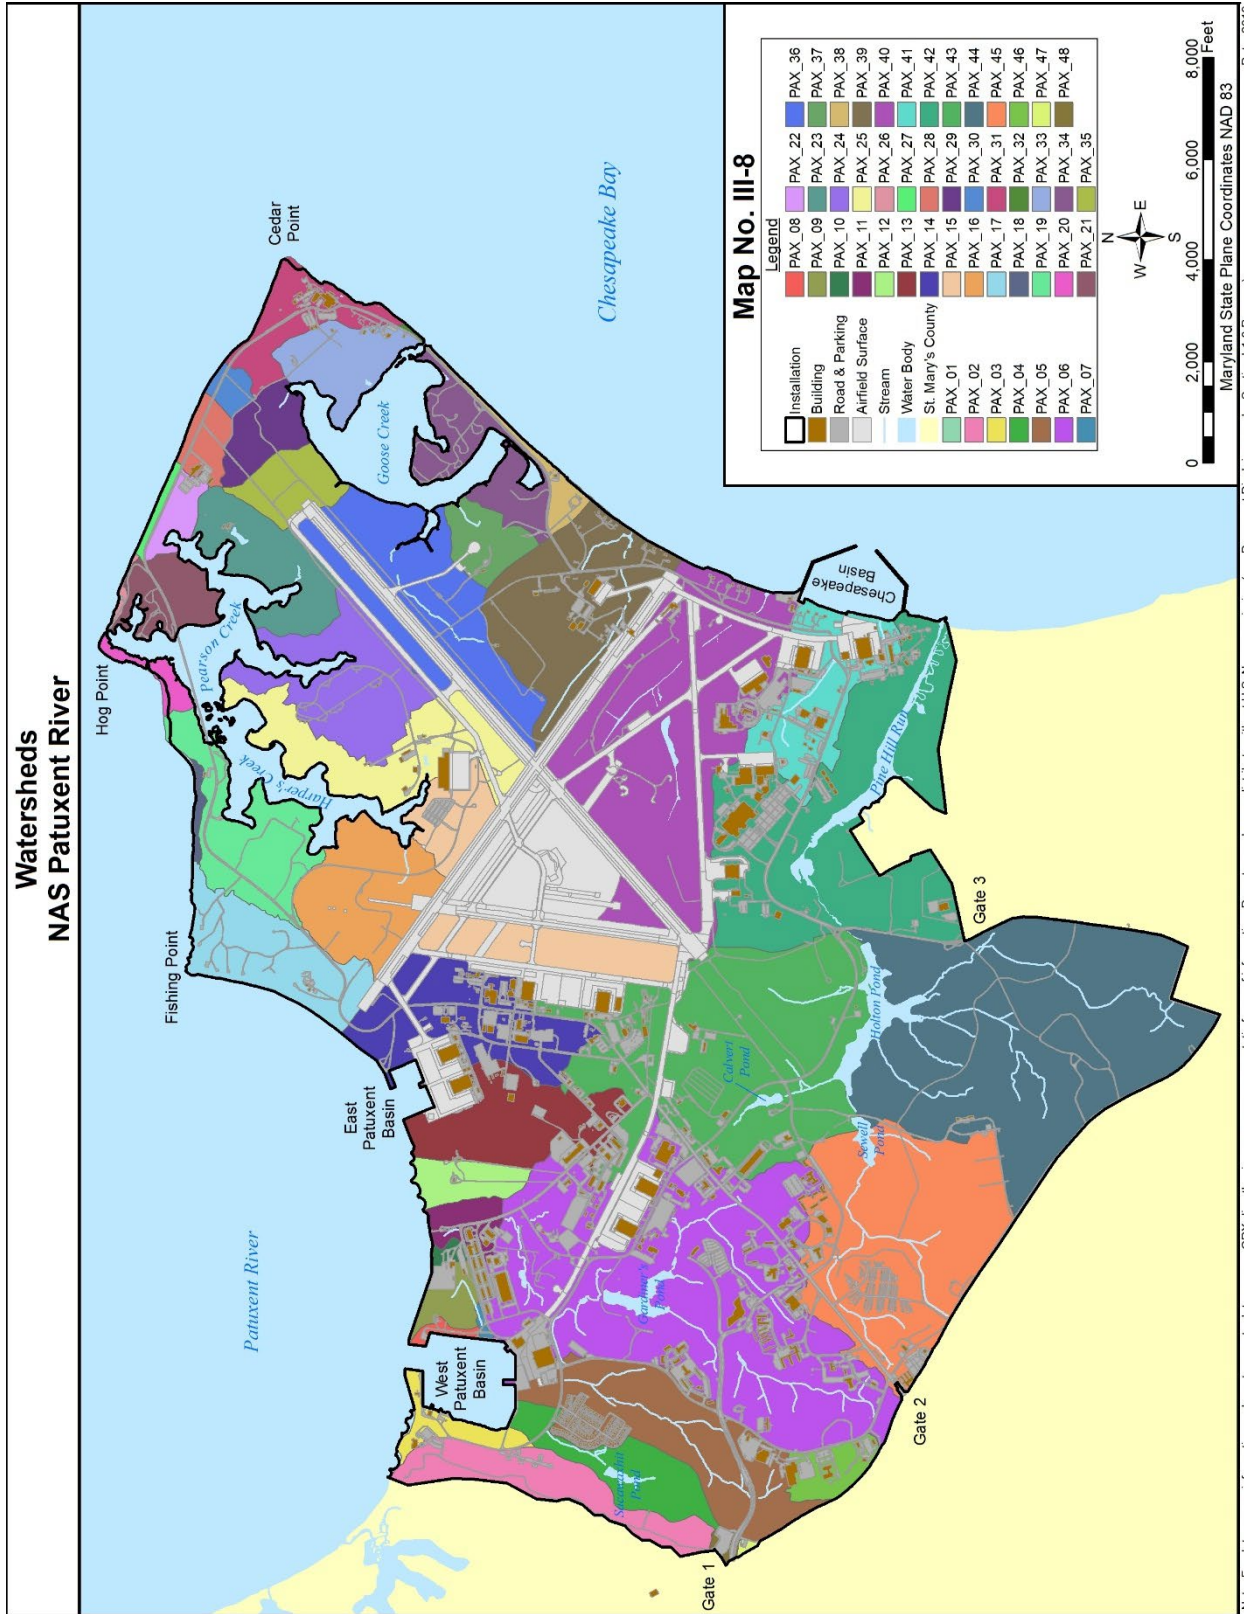 Watersheds
NAS Patuxent River
Hog Point
Cedar
Point
Fishing Point
Pearson Creek
Harper's Creek
Goose Creek
Chesapeake Bay
East
Patuxent
Basin
Patuxent River
West
Patuxent
Basin
Chesapeake
Basin
Pine Hill Run
Holton Pond
Calvert
Pond
Sewell
Pond
Gardiner's
Pond
Gate 1
Gate 2
Gate 3
Map No. III-8
Legend
Installation
Building
Road & Parking
Airfield Surface
Stream
Water Body
St. Mary's County
PAX_01
PAX_02
PAX_03
PAX_04
PAX_05
PAX_06
PAX_07
PAX_08
PAX_09
PAX_10
PAX_11
PAX_12
PAX_13
PAX_14
PAX_15
PAX_16
PAX_17
PAX_18
PAX_19
PAX_20
PAX_21
PAX_22
PAX_23
PAX_24
PAX_25
PAX_26
PAX_27
PAX_28
PAX_29
PAX_30
PAX_31
PAX_32
PAX_33
PAX_34
PAX_35
PAX_36
PAX_37
PAX_38
PAX_39
PAX_40
PAX_41
PAX_42
PAX_43
PAX_44
PAX_45
PAX_46
PAX_47
PAX_48
N
W E
S
0 2,000 4,000 6,000 8,000
Feet
Maryland State Plane Coordinates NAD 83